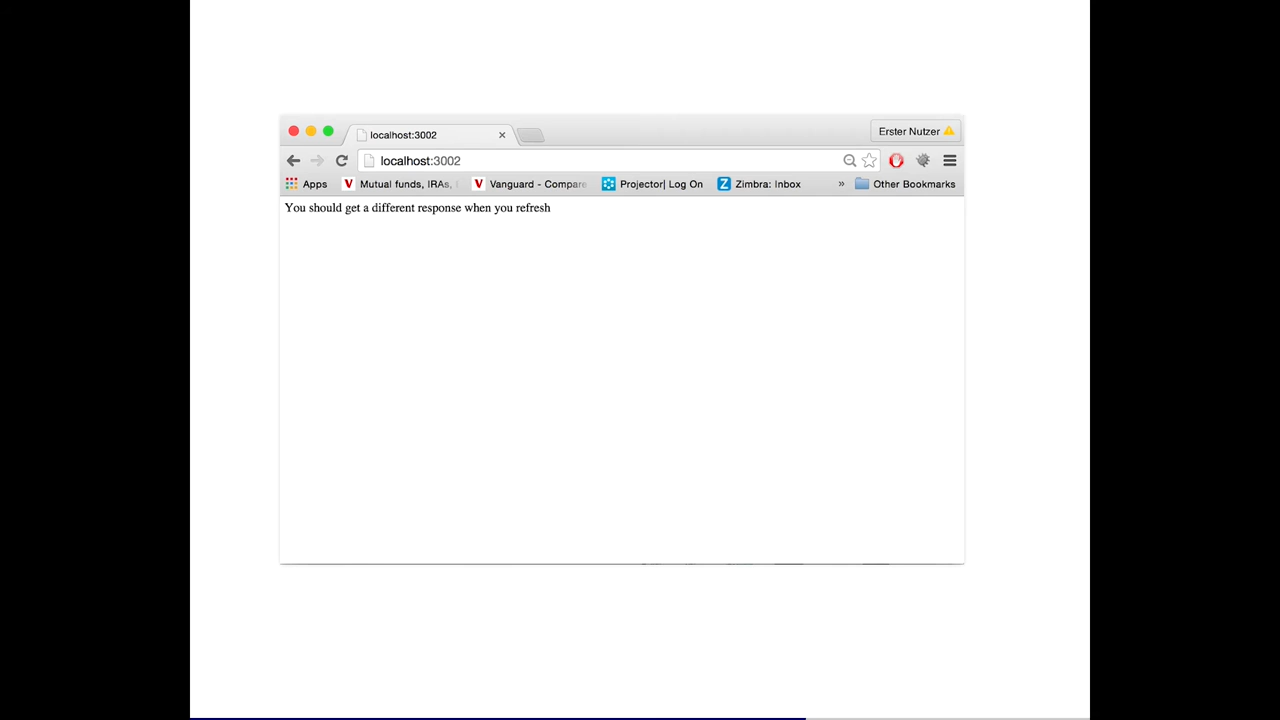 localhost:3002
Erster Nutzer
localhost:3002
Apps Mutual funds, IRAs, Vanguard - Compare Projector| Log On Zimbra: Inbox » Other Bookmarks
You should get a different response when you refresh